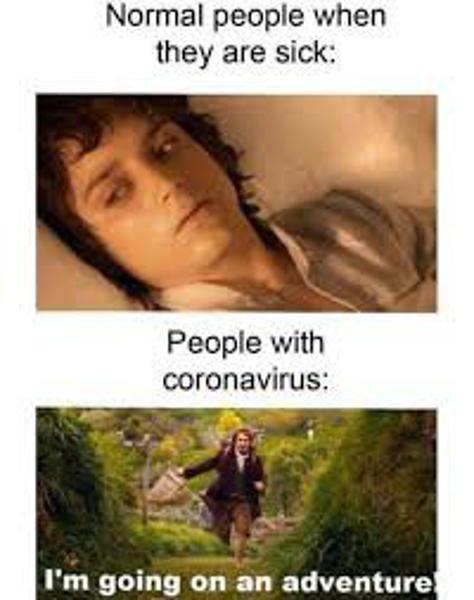 Normal people when
they are sick:
People with
coronavirus:
I'm going on an adventure!